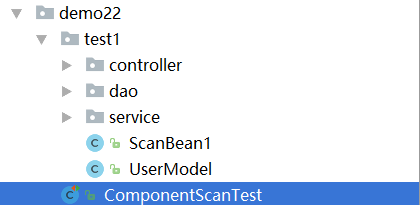 demo22
test1
controller
dao
service
ScanBean1
UserModel
ComponentScanTest